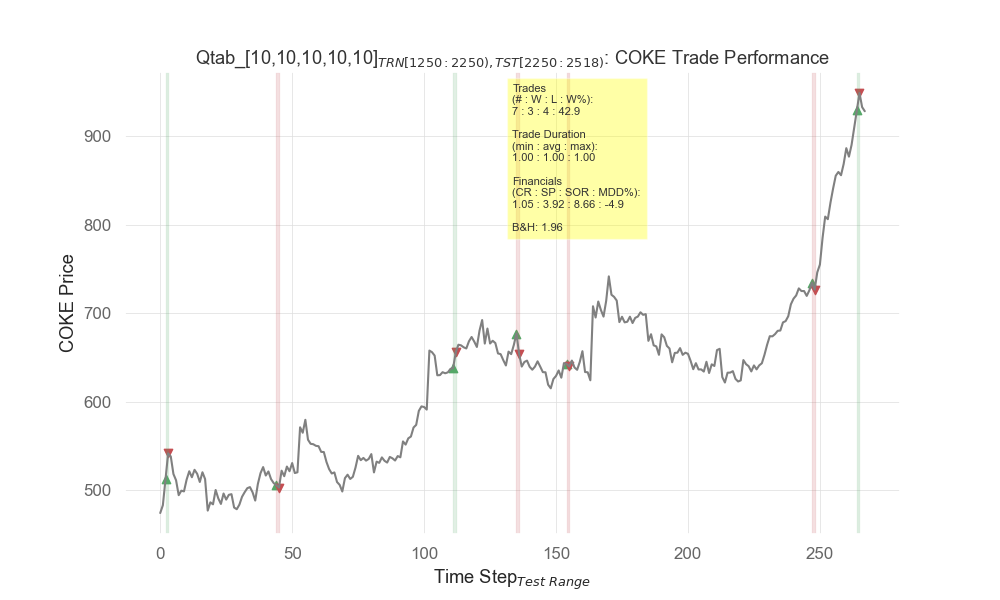 Qtab_[10,10,10,10,10]TRN[1250:2250),TST[2250:2518): COKE Trade Performance
Trades
(# : W : L : W%):
7 : 3 : 4 : 42.9
Trade Duration
(min : avg : max):
1.00 : 1.00 : 1.00
Financials
(CR : SP : SOR : MDD%):
1.05 : 3.92 : 8.66 : -4.9
B&H: 1.96
900
800
700
600
500
COKE Price
0 50 100 150 200 250
Time StepTest Range